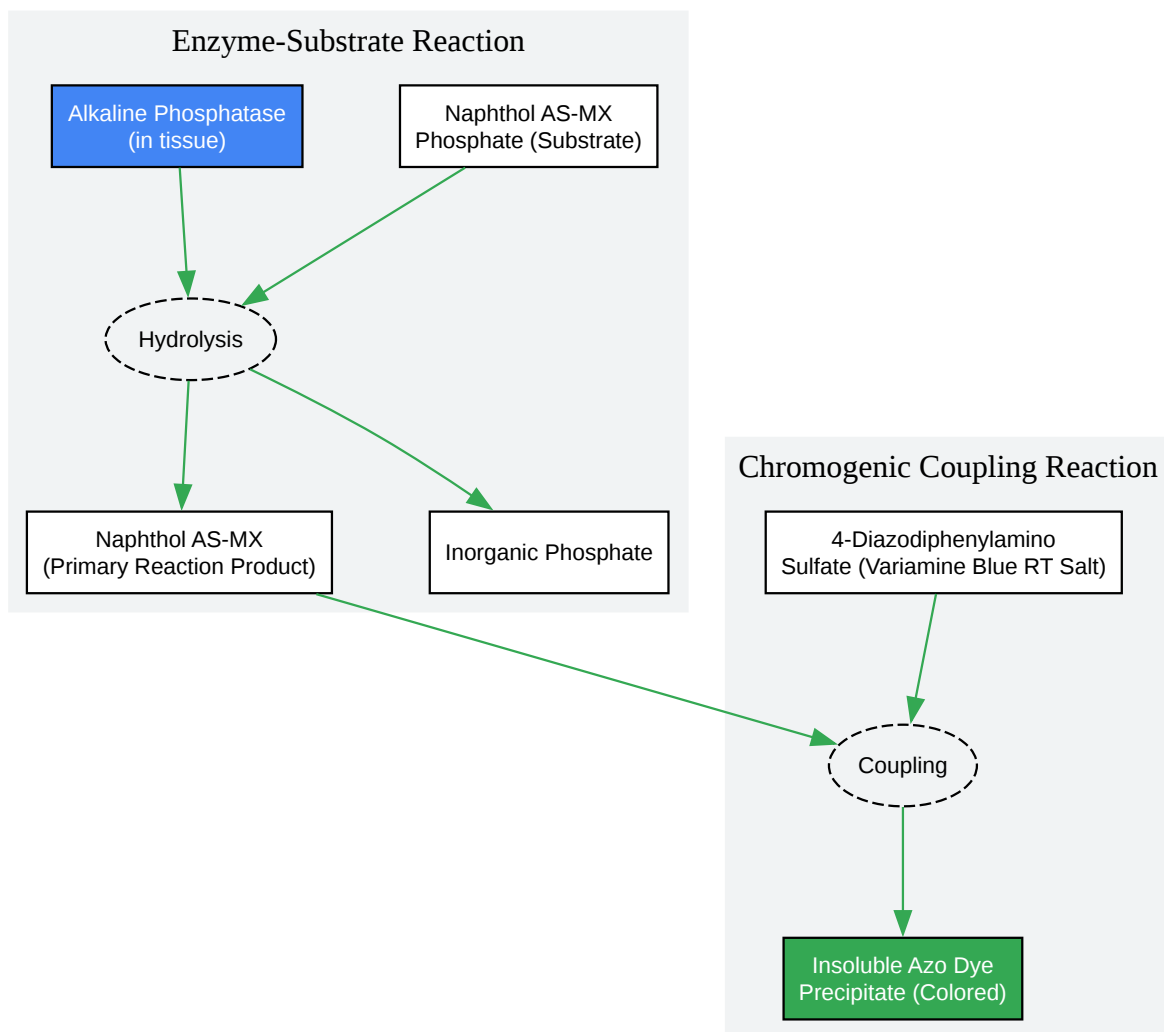 Enzyme-Substrate Reaction
Alkaline Phosphatase
(in tissue)
Naphthol AS-MX
Phosphate (Substrate)
Hydrolysis
Naphthol AS-MX
(Primary Reaction Product)
Inorganic Phosphate
Chromogenic Coupling Reaction
4-Diazodiphenylamino
Sulfate (Variamine Blue RT Salt)
Coupling
Insoluble Azo Dye
Precipitate (Colored)